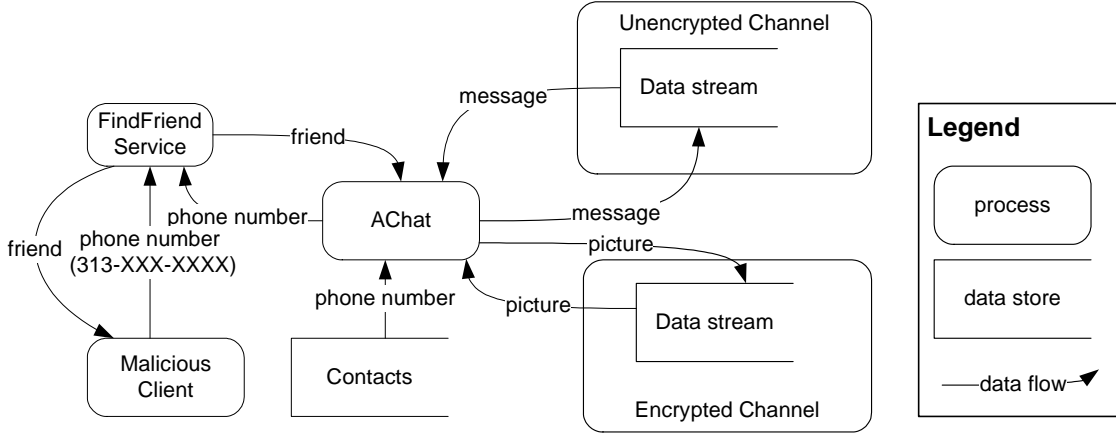 Unencrypted Channel
Data stream
message
FindFriend
Service
friend
Legend
phone number
AChat
message
process
friend
phone number
(313-XXX-XXXX)
picture
phone number
picture
Data stream
data store
Malicious
Client
Contacts
data flow
Encrypted Channel